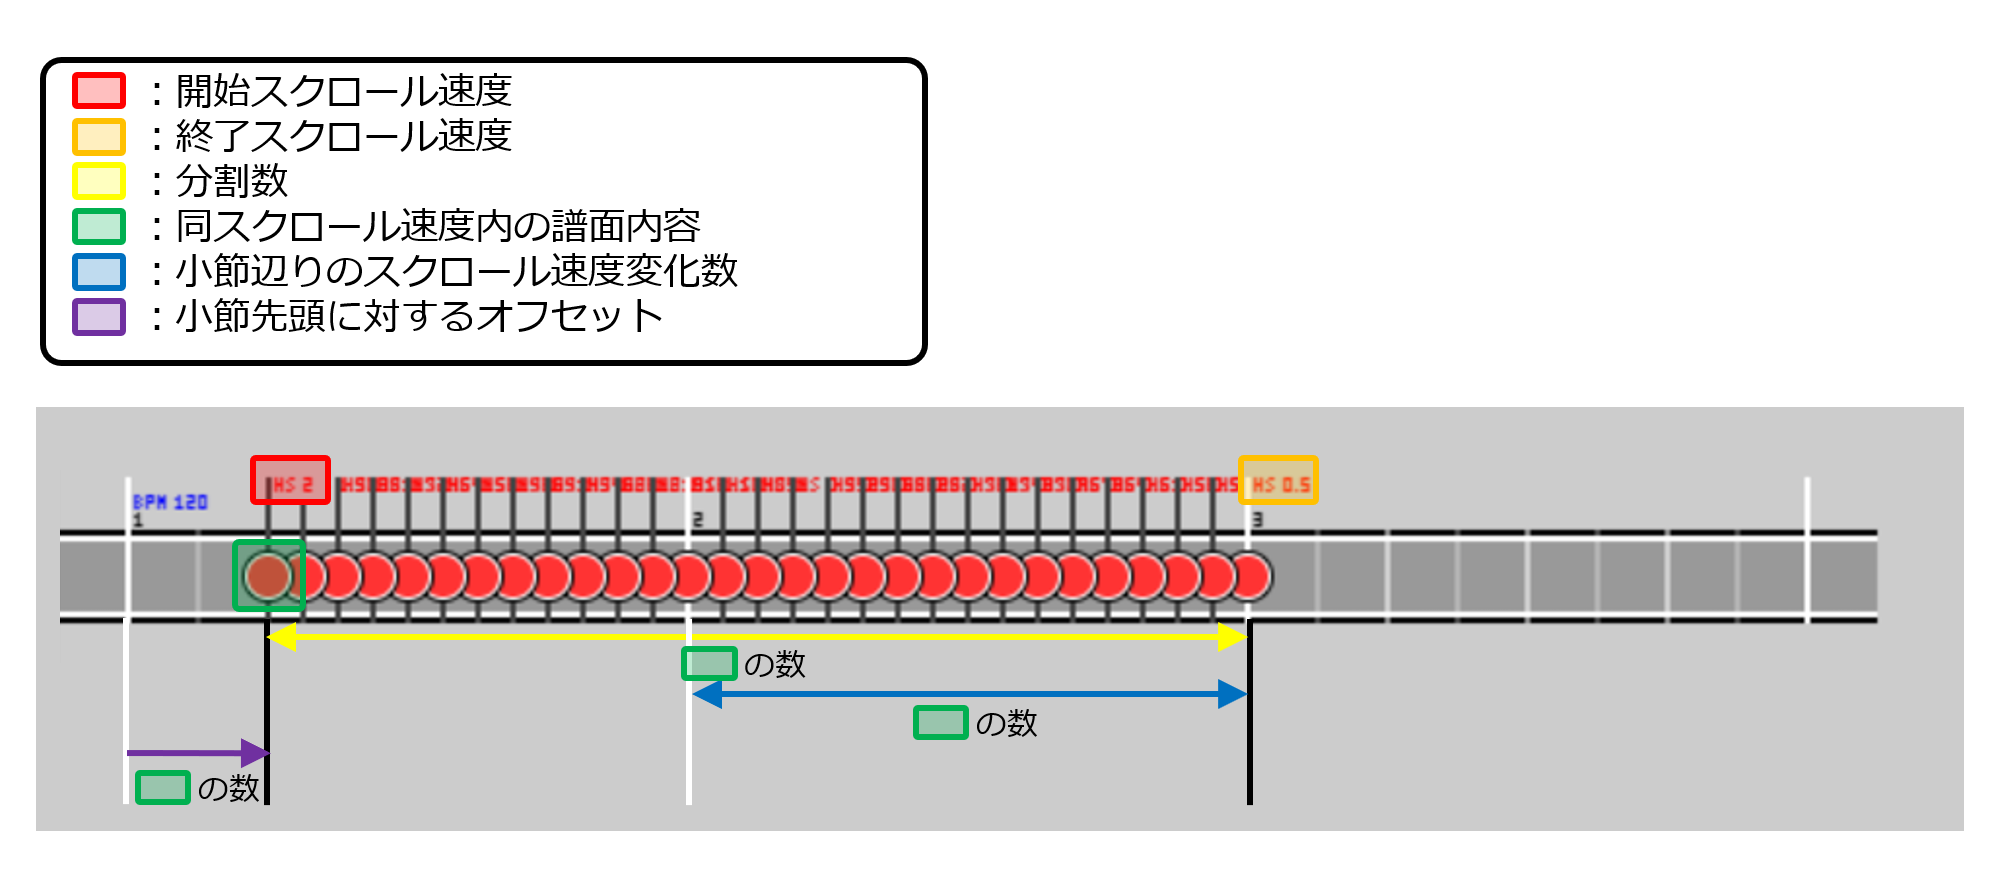 ：開始スクロール速度
：終了スクロール速度
：分割数
：同スクロール速度内の譜面内容
：小節辺りのスクロール速度変化数
：小節先頭に対するオフセット
HS 2
HS 0.5
BPM 120
1
2
3
の数
の数
の数